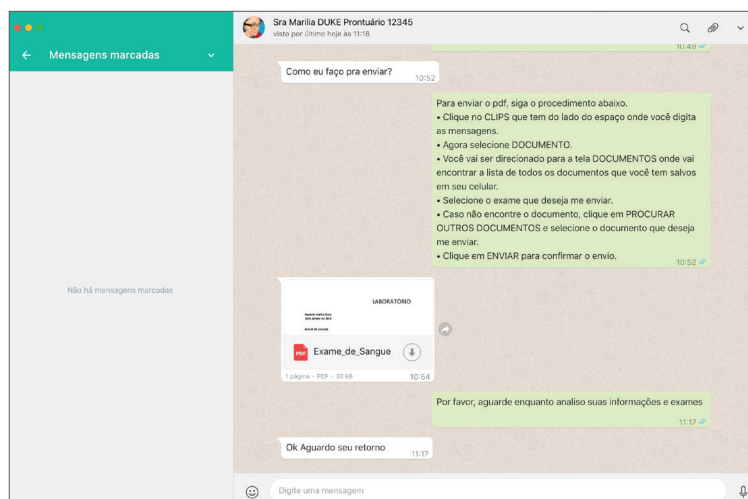 Mensagens marcadas
Não há mensagens marcadas
Sra Marilia DUKE Prontuário 12345
visto por último hoje às 11:18
10:49
Como eu faço pra enviar?
10:52
Para enviar o pdf, siga o procedimento abaixo.
• Clique no CLIPS que tem do lado do espaço onde você digita
as mensagens.
• Agora selecione DOCUMENTO.
• Você vai ser direcionado para a tela DOCUMENTOS onde vai
encontrar a lista de todos os documentos que você tem salvos
em seu celular.
• Selecione o exame que deseja me enviar.
• Caso não encontre o documento, clique em PROCURAR
OUTROS DOCUMENTOS e selecione o documento que deseja
me enviar.
• Clique em ENVIAR para confirmar o envio.
10:52
LABORATÓRIO
PDF
Exame_de_Sangue
1 página • PDF • 20 kB
10:54
Por favor, aguarde enquanto analiso suas informações e exames
11:17
Ok Aguardo seu retorno
11:17
Digite uma mensagem